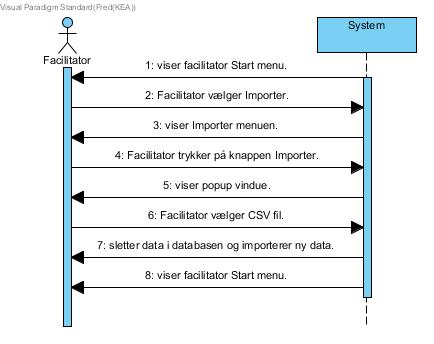 Visual Paradigm Standard(Fred(KEA))
System
Facilitator
1: viser facilitator Start menu.
2: Facilitator vælger Importer.
3: viser Importer menuen.
4: Facilitator trykker på knappen Importer.
5: viser popup vindue.
6: Facilitator vælger CSV fil.
7: sletter data i databasen og importerer ny data.
8: viser facilitator Start menu.